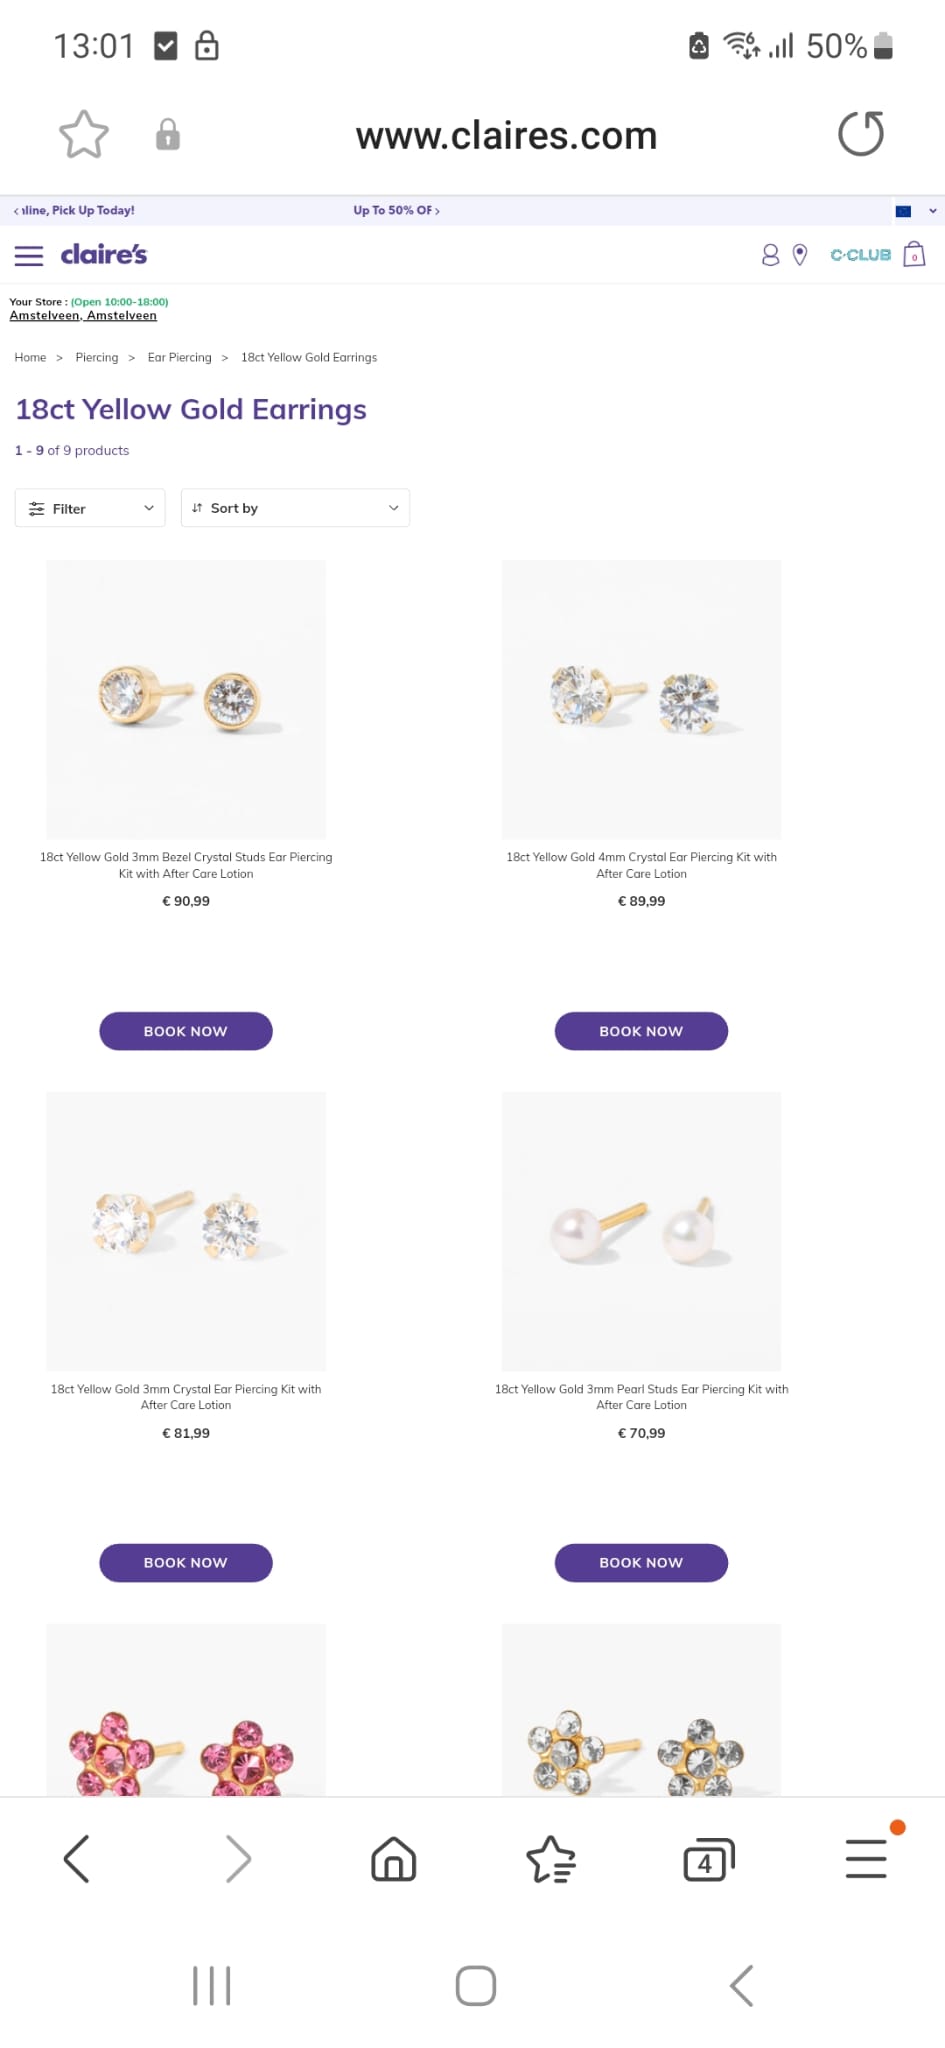 13:01 50%
www.claires.com
nline, Pick Up Today! Up To 50% OF
claire's C·CLUB 0
Your Store : (Open 10:00-18:00)
Amstelveen, Amstelveen
Home > Piercing > Ear Piercing > 18ct Yellow Gold Earrings
18ct Yellow Gold Earrings
1 - 9 of 9 products
Filter Sort by
18ct Yellow Gold 3mm Bezel Crystal Studs Ear Piercing
Kit with After Care Lotion
€ 90,99
18ct Yellow Gold 4mm Crystal Ear Piercing Kit with
After Care Lotion
€ 89,99
BOOK NOW BOOK NOW
18ct Yellow Gold 3mm Crystal Ear Piercing Kit with
After Care Lotion
€ 81,99
18ct Yellow Gold 3mm Pearl Studs Ear Piercing Kit with
After Care Lotion
€ 70,99
BOOK NOW BOOK NOW
4